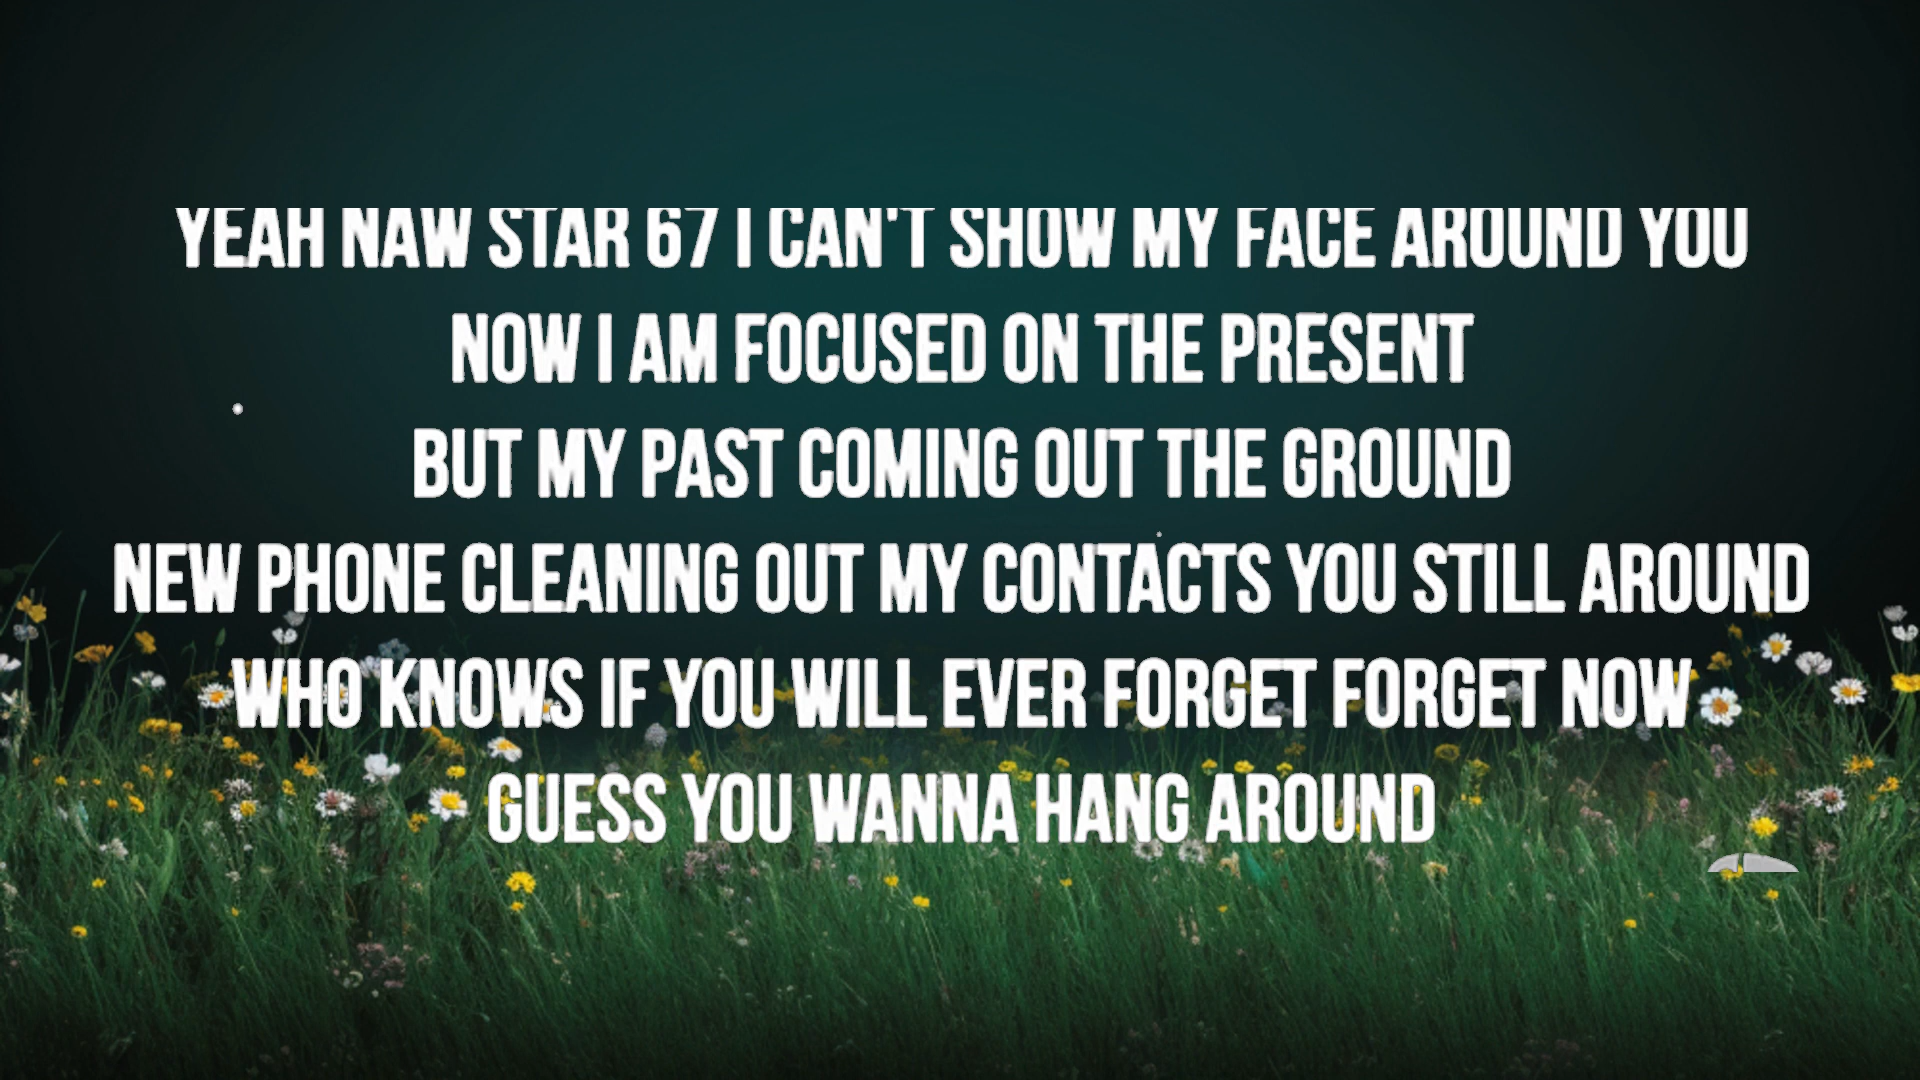 YEAH NAW STAR 67 I CAN'T SHOW MY FACE AROUND YOU
NOW I AM FOCUSED ON THE PRESENT
BUT MY PAST COMING OUT THE GROUND
NEW PHONE CLEANING OUT MY CONTACTS YOU STILL AROUND
WHO KNOWS IF YOU WILL EVER FORGET FORGET NOW
GUESS YOU WANNA HANG AROUND